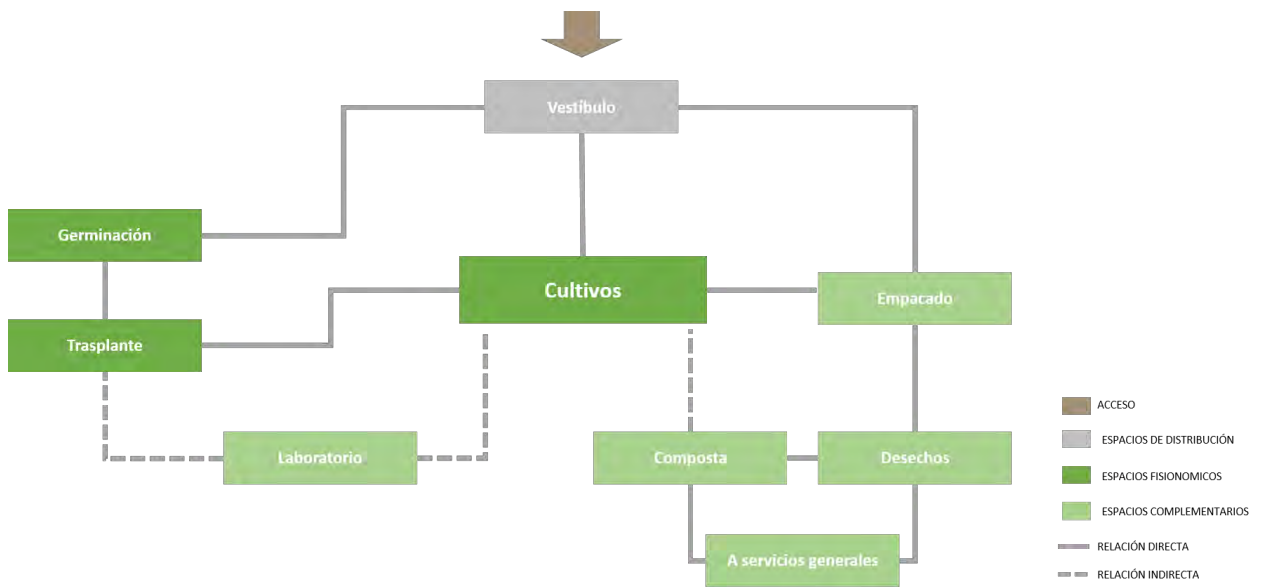 Vestíbulo
Germinación
Cultivos
Empacado
Trasplante
Laboratorio
Composta
Desechos
A servicios generales
ACCESO
ESPACIOS DE DISTRIBUCIÓN
ESPACIOS FISIONOMICOS
ESPACIOS COMPLEMENTARIOS
RELACIÓN DIRECTA
RELACIÓN INDIRECTA